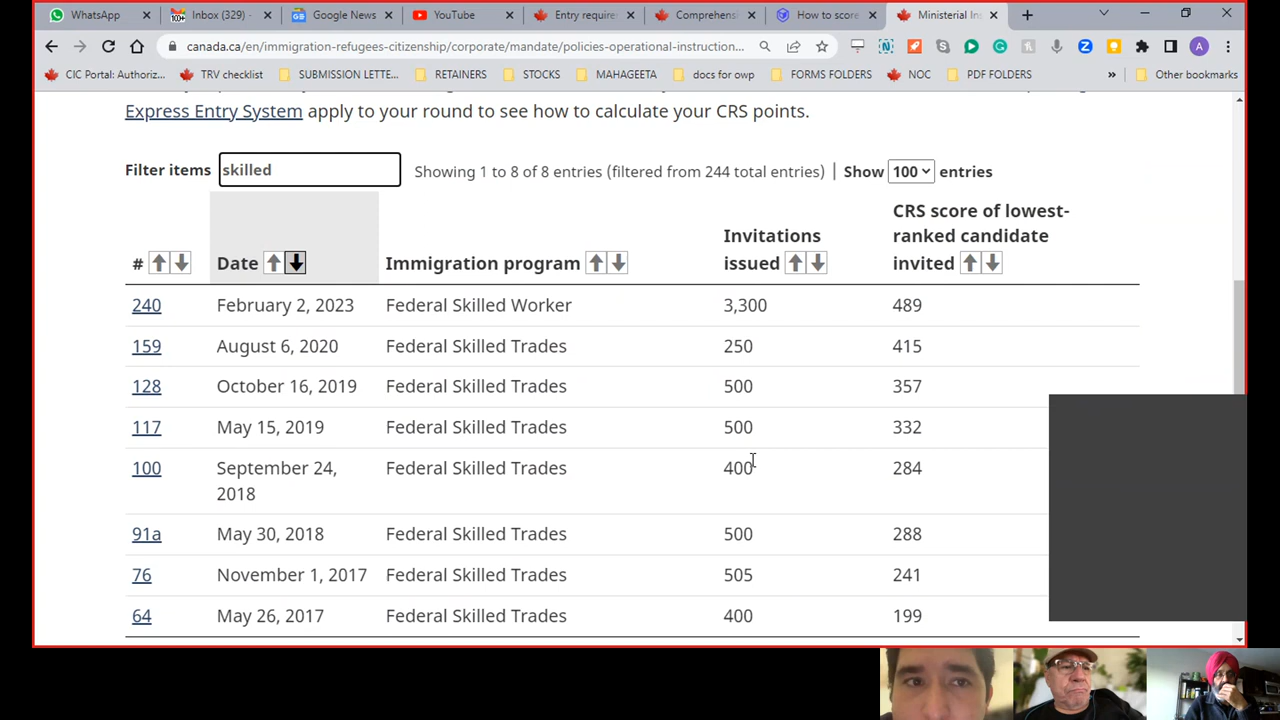 WhatsApp
Inbox (329) -
Google News
YouTube
Entry require
Comprehens
How to score
Ministerial Ins
canada.ca/en/immigration-refugees-citizenship/corporate/mandate/policies-operational-instruction...
CIC Portal: Authoriz...
TRV checklist
SUBMISSION LETTE...
RETAINERS
STOCKS
MAHAGEETA
docs for owp
FORMS FOLDERS
NOC
PDF FOLDERS
»
Other bookmarks
Express Entry System apply to your round to see how to calculate your CRS points.
Filter items skilled Showing 1 to 8 of 8 entries (filtered from 244 total entries) | Show 100 entries
# Date Immigration program Invitations issued CRS score of lowest-ranked candidate invited
240 February 2, 2023 Federal Skilled Worker 3,300 489
159 August 6, 2020 Federal Skilled Trades 250 415
128 October 16, 2019 Federal Skilled Trades 500 357
117 May 15, 2019 Federal Skilled Trades 500 332
100 September 24, 2018 Federal Skilled Trades 400 284
91a May 30, 2018 Federal Skilled Trades 500 288
76 November 1, 2017 Federal Skilled Trades 505 241
64 May 26, 2017 Federal Skilled Trades 400 199